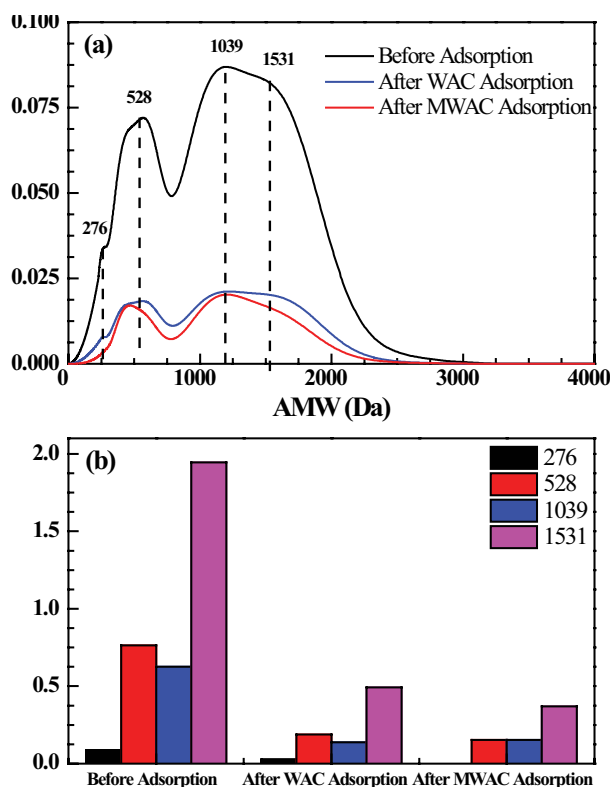 0.100
(a)
1039
1531
Before Adsorption
After WAC Adsorption
After MWAC Adsorption
528
0.075
0.050
276
0.025
0.000
0 1000 2000 3000 4000
AMW (Da)
2.0
(b)
276
528
1039
1531
1.5
1.0
0.5
0.0
Before Adsorption After WAC Adsorption After MWAC Adsorption